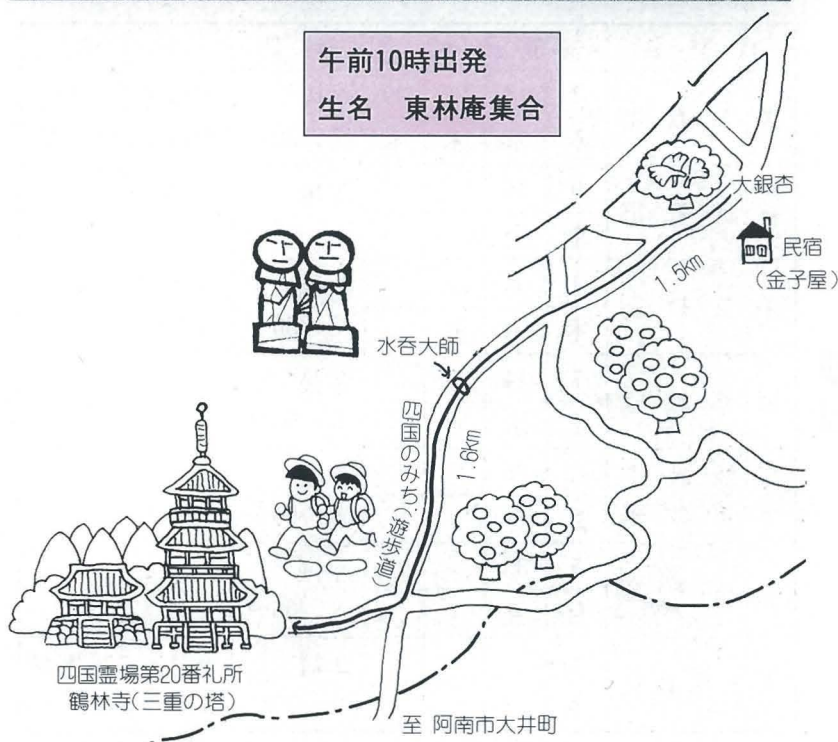 午前10時出発
生名　東林庵集合
大銀杏
民宿
(金子屋)
1.5km
水呑大師
四国のみち(遊歩道)
1.6km
四国霊場第20番礼所
鶴林寺(三重の塔)
至 阿南市大井町